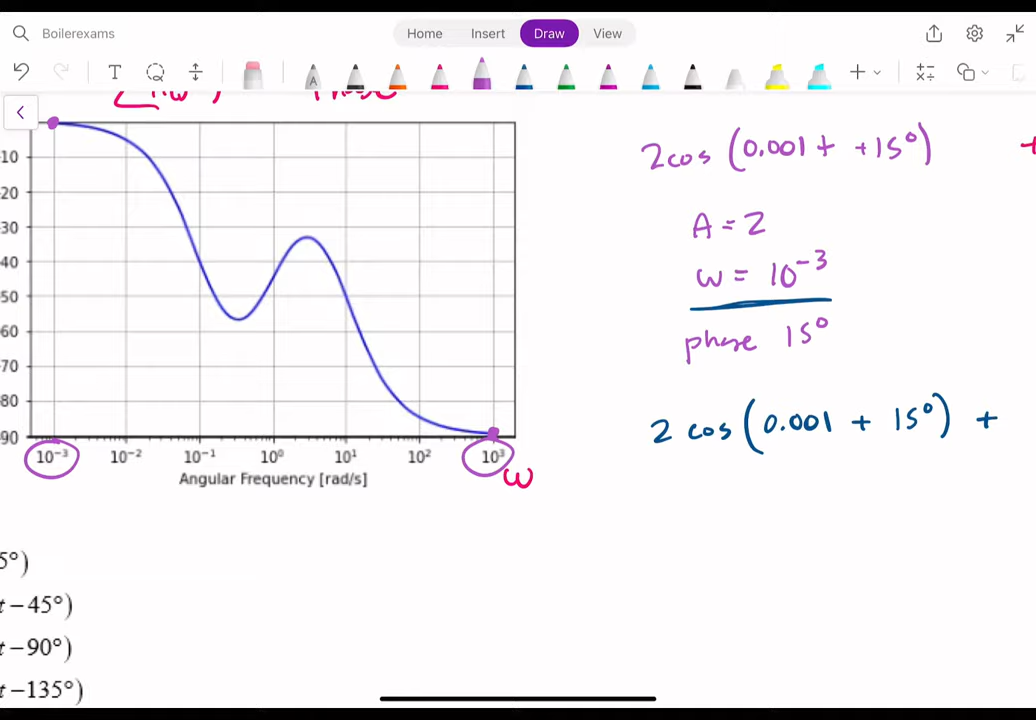 Boilerexams
Home Insert Draw View
Phase
10
20
30
40
50
60
70
80
90
10⁻³ 10⁻² 10⁻¹ 10⁰ 10¹ 10² 10³
Angular Frequency [rad/s]
ω
2cos (0.001t +15°)
A = 2
ω = 10⁻³
phase 15°
2 cos (0.001 + 15°) +
5°)
t −45°)
t −90°)
t −135°)